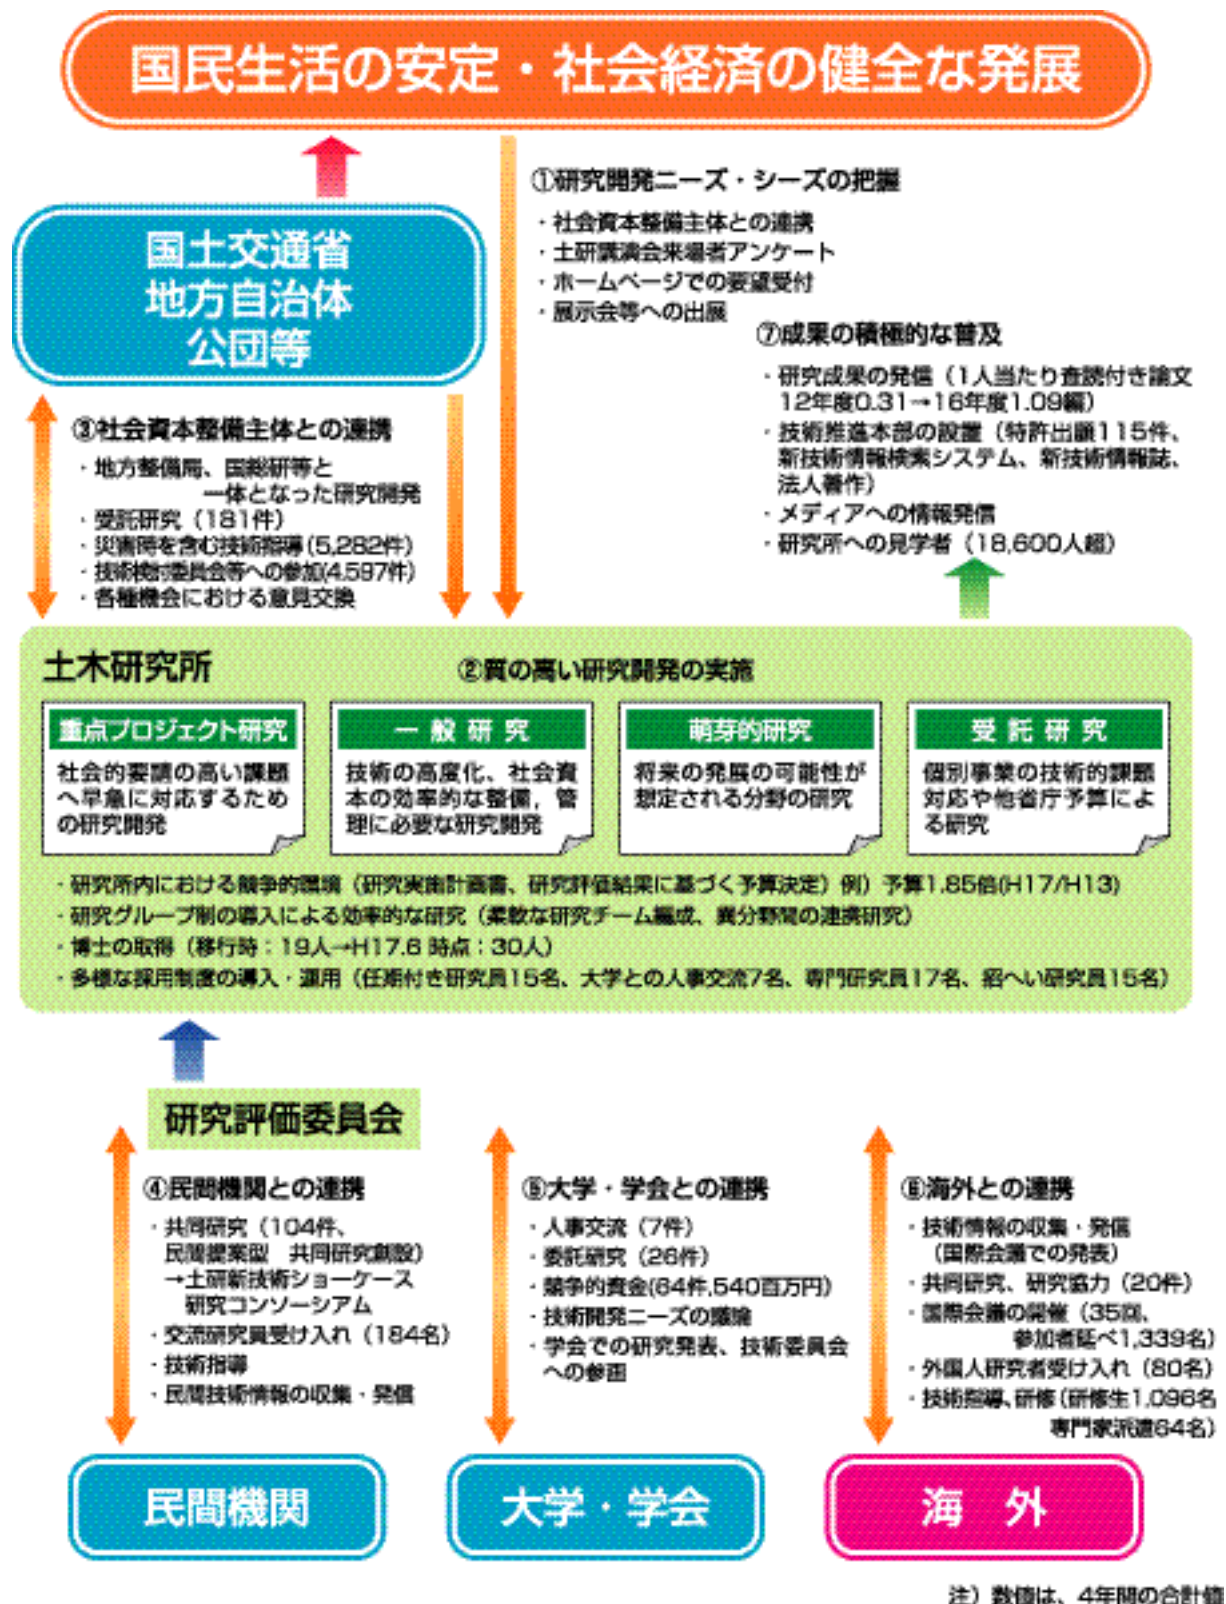 国民生活の安定・社会経済の健全な発展
国土交通省
地方自治体
公団等
①研究開発ニーズ・シーズの把握
・社会資本整備主体との連携
・土研講演会来場者アンケート
・ホームページでの要望受付
・展示会等への出展
⑦成果の積極的な普及
・研究成果の発信（1人当たり査読付き論文
12年度0.31→16年度1.09編）
・技術推進本部の設置（特許出願115件、
新技術情報検索システム、新技術情報誌、
法人著作）
・メディアへの情報発信
・研究所への見学者（18,600人超）
③社会資本整備主体との連携
・地方整備局、国総研等と
一体となった研究開発
・受託研究（181件）
・災害時を含む技術指導(5,282件)
・技術検討委員会等への参加(4,597件)
・各種機会における意見交換
土木研究所
②質の高い研究開発の実施
重点プロジェクト研究
社会的要請の高い課題
へ早急に対応するため
の研究開発
一般研究
技術の高度化、社会資
本の効率的な整備，管
理に必要な研究開発
萌芽的研究
将来の発展の可能性が
想定される分野の研究
受託研究
個別事業の技術的課題
対応や他省庁予算によ
る研究
・研究所内における競争的環境（研究実施計画書、研究評価結果に基づく予算決定）例）予算1.85倍(H17/H13)
・研究グループ制の導入による効率的な研究（柔軟な研究チーム編成、異分野間の連携研究）
・博士の取得（移行時：19人→H17.6 時点：30人）
・多様な採用制度の導入・運用（任期付き研究員15名、大学との人事交流7名、専門研究員17名、招へい研究員15名）
研究評価委員会
④民間機関との連携
・共同研究（104件、
民間提案型　共同研究創設）
→土研新技術ショーケース
研究コンソーシアム
・交流研究員受け入れ（184名）
・技術指導
・民間技術情報の収集・発信
⑤大学・学会との連携
・人事交流（7件）
・委託研究（26件）
・競争的資金(64件,540百万円)
・技術開発ニーズの議論
・学会での研究発表、技術委員会
への参画
⑥海外との連携
・技術情報の収集・発信
（国際会議での発表）
・共同研究、研究協力（20件）
・国際会議の開催（35回、
参加者延べ1,339名）
・外国人研究者受け入れ（80名）
・技術指導、研修（研修生1,096名
専門家派遣64名）
民間機関
大学・学会
海外
注）数値は、4年間の合計値